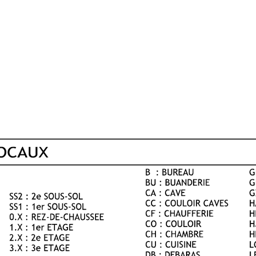 OCAUX
SS2 : 2e SOUS-SOL
SS1 : 1er SOUS-SOL
0.X : REZ-DE-CHAUSSEE
1.X : 1er ETAGE
2.X : 2e ETAGE
3.X : 3e ETAGE
B : BUREAU
BU : BUANDERIE
CA : CAVE
CC : COULOIR CAVES
CF : CHAUFFERIE
CO : COULOIR
CH : CHAMBRE
CU : CUISINE
DB : DEBARAS